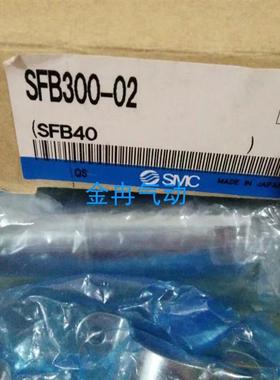 SFB300-02
(SFB40 )
QS SMC MADE IN JAPAN
金冉气动